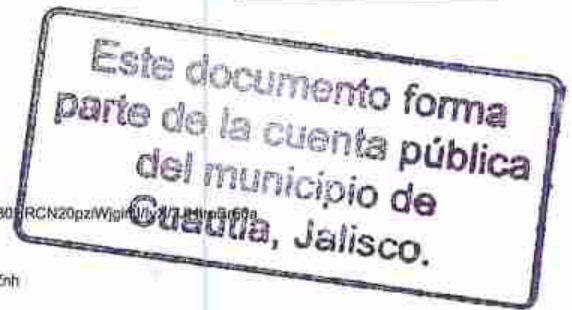 Este documento forma
parte de la cuenta pública
del municipio de
Cuautla, Jalisco.